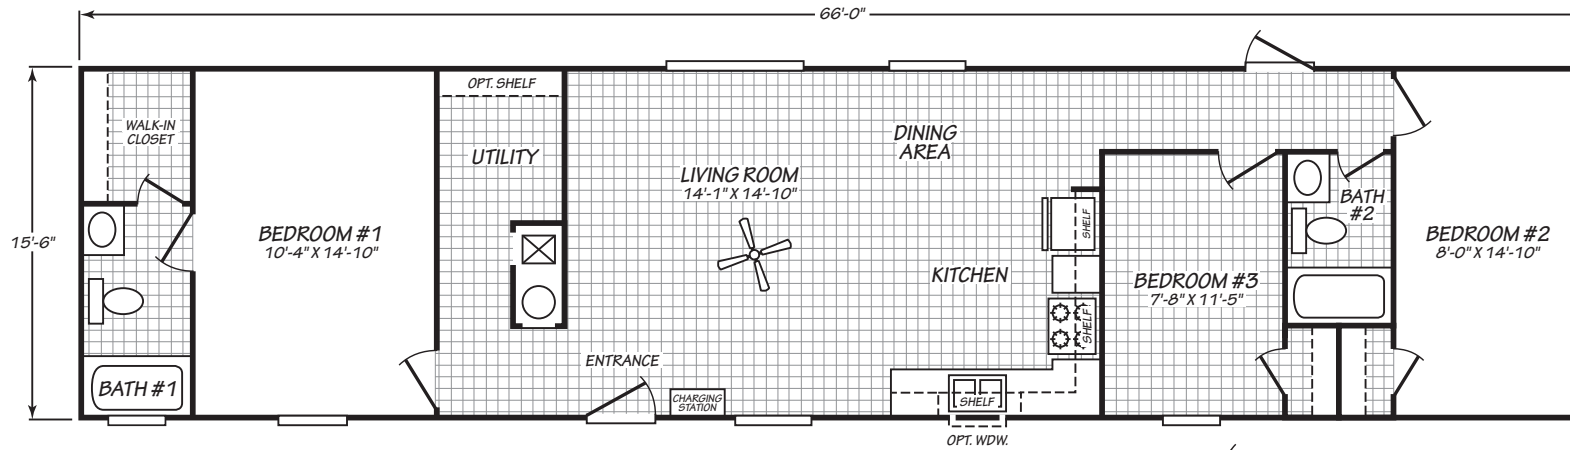 66'-0"
15'-6"
WALK-IN
CLOSET
BEDROOM #1
10'-4" X 14'-10"
BATH #1
OPT. SHELF
UTILITY
LIVING ROOM
14'-1" X 14'-10"
DINING
AREA
KITCHEN
SHELF
SHELF
SHELF
ENTRANCE
CHARGING
STATION
OPT. WDW.
BEDROOM #3
7'-8" X 11'-5"
BATH
#2
BEDROOM #2
8'-0" X 14'-10"